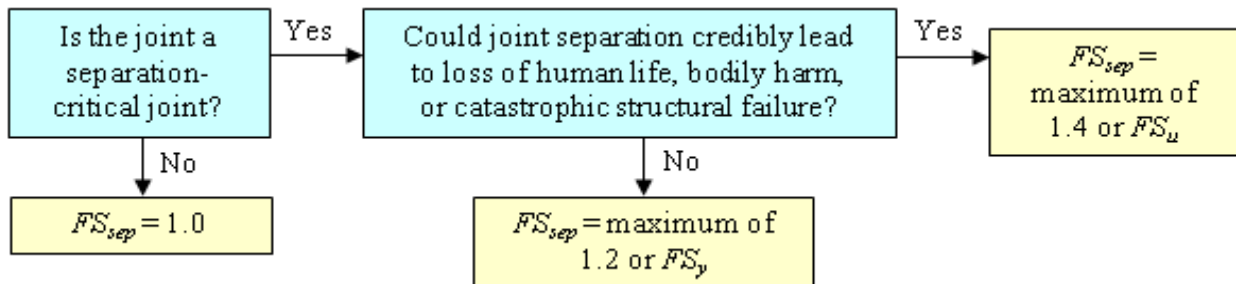 Is the joint a
separation-
critical joint?
Yes
Could joint separation credibly lead
to loss of human life, bodily harm,
or catastrophic structural failure?
Yes
FSsep =
maximum of
1.4 or FSu
No
FSsep = 1.0
No
FSsep = maximum of
1.2 or FSy